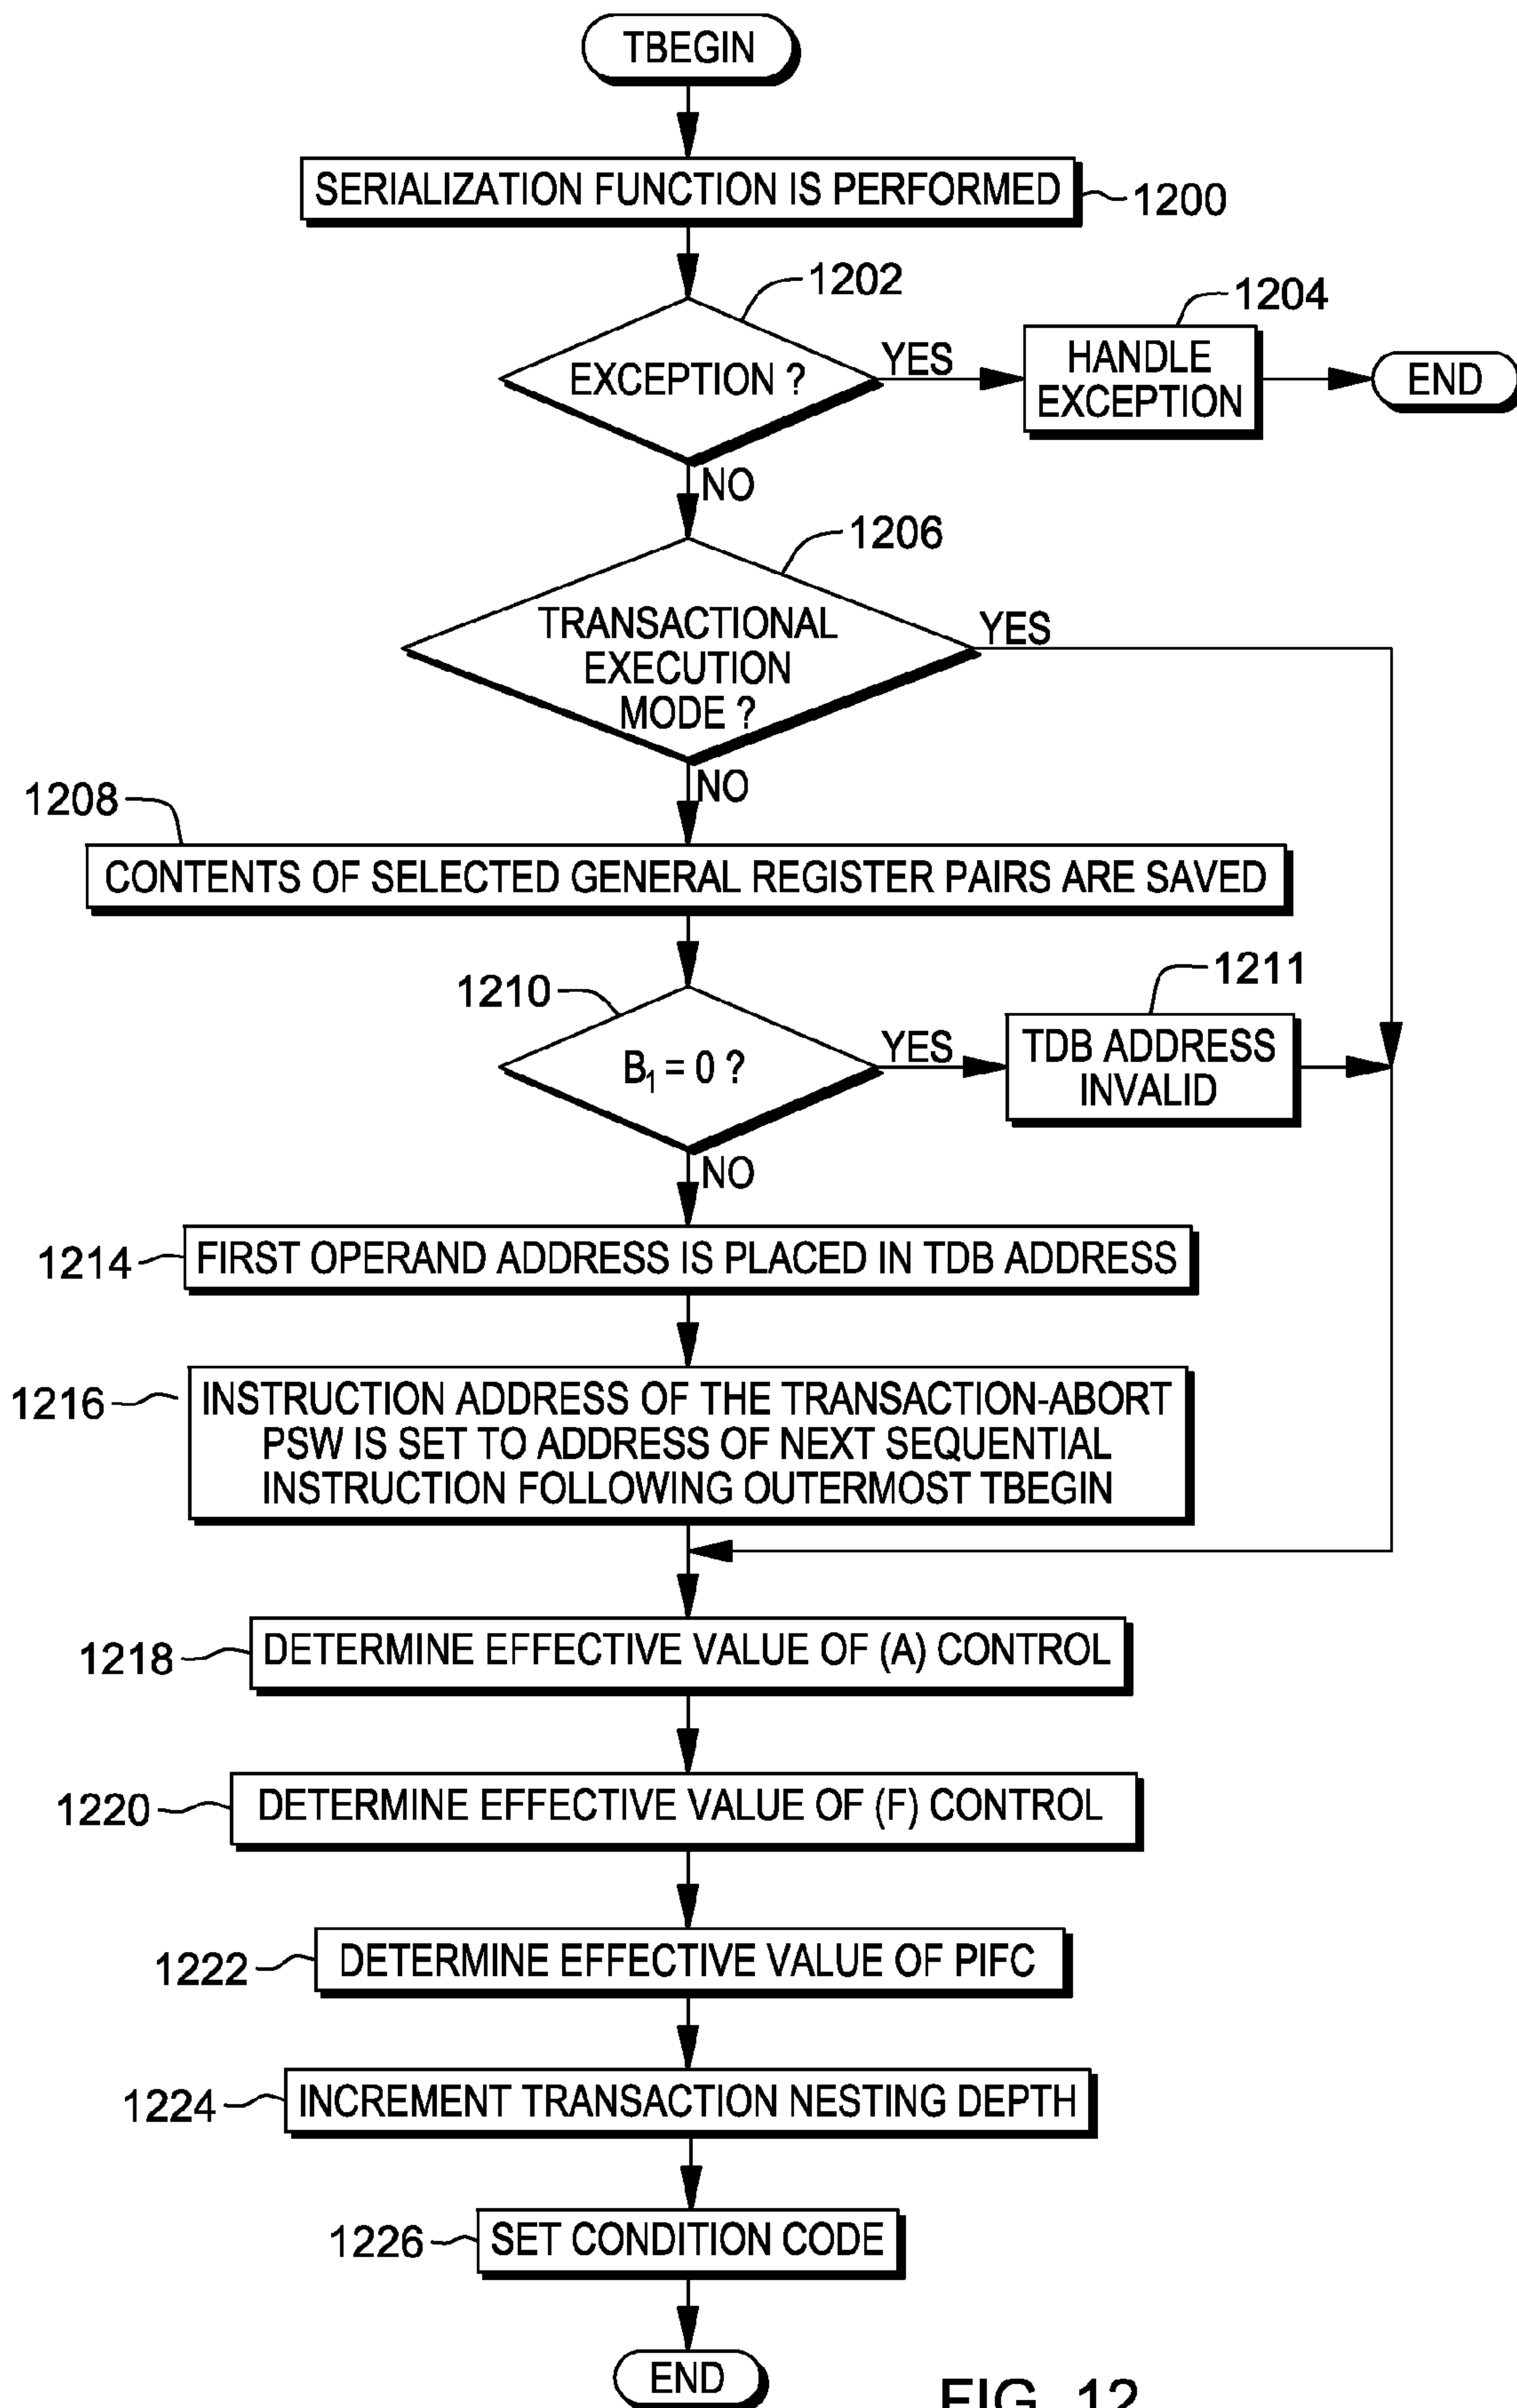 TBEGIN
SERIALIZATION FUNCTION IS PERFORMED
1200
1202
EXCEPTION ?
YES
1204
HANDLE
EXCEPTION
END
NO
1206
TRANSACTIONAL
EXECUTION
MODE ?
YES
NO
1208
CONTENTS OF SELECTED GENERAL REGISTER PAIRS ARE SAVED
1210
B1 = 0 ?
YES
1211
TDB ADDRESS
INVALID
NO
1214
FIRST OPERAND ADDRESS IS PLACED IN TDB ADDRESS
1216
INSTRUCTION ADDRESS OF THE TRANSACTION-ABORT
PSW IS SET TO ADDRESS OF NEXT SEQUENTIAL
INSTRUCTION FOLLOWING OUTERMOST TBEGIN
1218
DETERMINE EFFECTIVE VALUE OF (A) CONTROL
1220
DETERMINE EFFECTIVE VALUE OF (F) CONTROL
1222
DETERMINE EFFECTIVE VALUE OF PIFC
1224
INCREMENT TRANSACTION NESTING DEPTH
1226
SET CONDITION CODE
END
FIG. 12